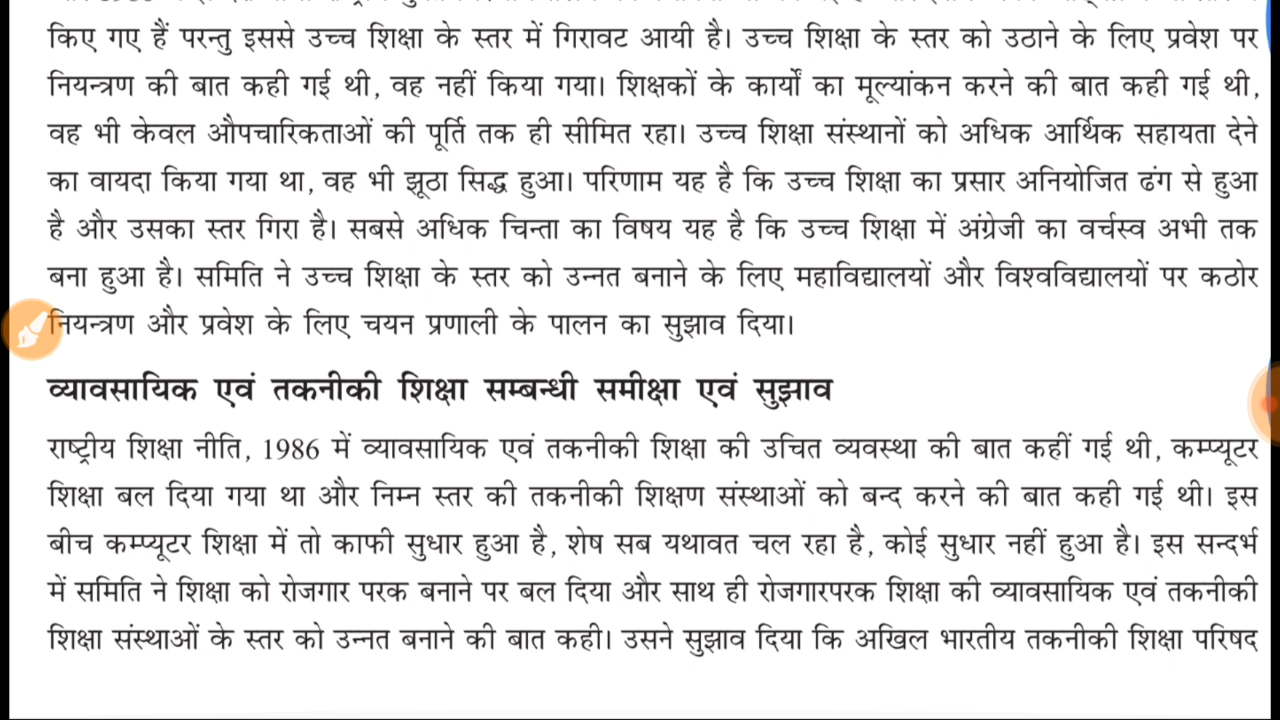 किए गए हैं परन्तु इससे उच्च शिक्षा के स्तर में गिरावट आयी है। उच्च शिक्षा के स्तर को उठाने के लिए प्रवेश पर
नियन्त्रण की बात कही गई थी, वह नहीं किया गया। शिक्षकों के कार्यों का मूल्यांकन करने की बात कही गई थी,
वह भी केवल औपचारिकताओं की पूर्ति तक ही सीमित रहा। उच्च शिक्षा संस्थानों को अधिक आर्थिक सहायता देने
का वायदा किया गया था, वह भी झूठा सिद्ध हुआ। परिणाम यह है कि उच्च शिक्षा का प्रसार अनियोजित ढंग से हुआ
है और उसका स्तर गिरा है। सबसे अधिक चिन्ता का विषय यह है कि उच्च शिक्षा में अंग्रेजी का वर्चस्व अभी तक
बना हुआ है। समिति ने उच्च शिक्षा के स्तर को उन्नत बनाने के लिए महाविद्यालयों और विश्वविद्यालयों पर कठोर
नियन्त्रण और प्रवेश के लिए चयन प्रणाली के पालन का सुझाव दिया।
व्यावसायिक एवं तकनीकी शिक्षा सम्बन्धी समीक्षा एवं सुझाव
राष्ट्रीय शिक्षा नीति, 1986 में व्यावसायिक एवं तकनीकी शिक्षा की उचित व्यवस्था की बात कहीं गई थी, कम्प्यूटर
शिक्षा बल दिया गया था और निम्न स्तर की तकनीकी शिक्षण संस्थाओं को बन्द करने की बात कही गई थी। इस
बीच कम्प्यूटर शिक्षा में तो काफी सुधार हुआ है, शेष सब यथावत चल रहा है, कोई सुधार नहीं हुआ है। इस सन्दर्भ
में समिति ने शिक्षा को रोजगार परक बनाने पर बल दिया और साथ ही रोजगारपरक शिक्षा की व्यावसायिक एवं तकनीकी
शिक्षा संस्थाओं के स्तर को उन्नत बनाने की बात कही। उसने सुझाव दिया कि अखिल भारतीय तकनीकी शिक्षा परिषद